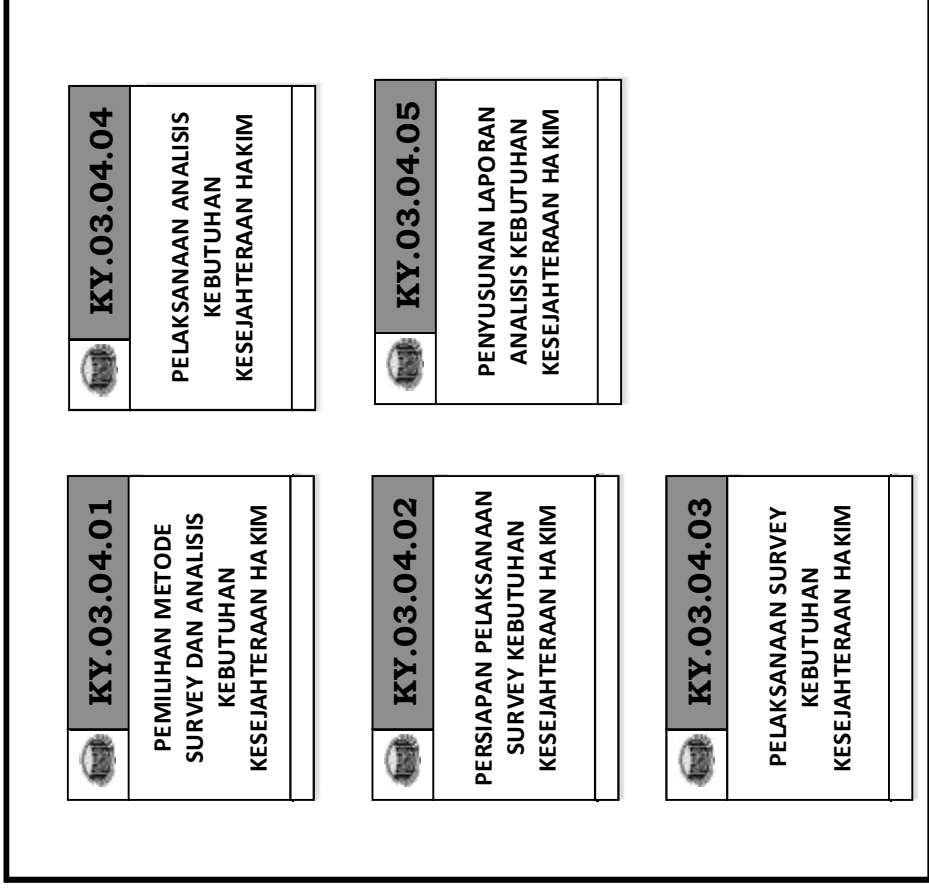 KY.03.04.01
PEMILIHAN METODE
SURVEY DAN ANALISIS
KEBUTUHAN
KESEJAHTERAAN HAKIM
KY.03.04.02
PERSIAPAN PELAKSANAAN
SURVEY KEBUTUHAN
KESEJAHTERAAN HAKIM
KY.03.04.03
PELAKSANAAN SURVEY
KEBUTUHAN
KESEJAHTERAAN HAKIM
KY.03.04.04
PELAKSANAAN ANALISIS
KEBUTUHAN
KESEJAHTERAAN HAKIM
KY.03.04.05
PENYUSUNAN LAPORAN
ANALISIS KEBUTUHAN
KESEJAHTERAAN HAKIM